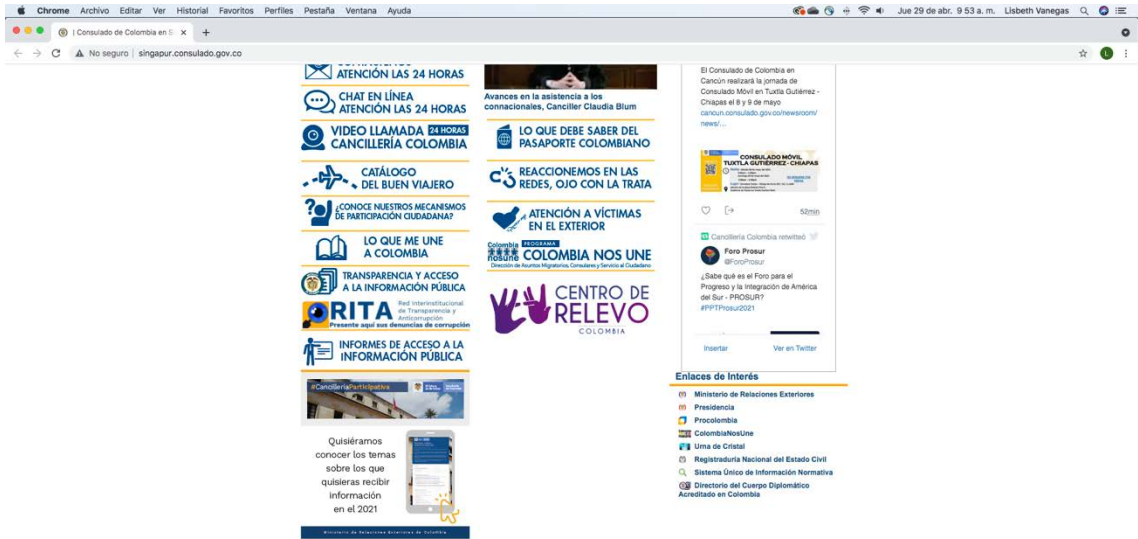 Chrome Archivo Editar Ver Historial Favoritos Perfiles Pestaña Ventana Ayuda
Jue 29 de abr. 9 53 a. m. Lisbeth Vanegas
| Consulado de Colombia en S
No seguro | singapur.consulado.gov.co
L
ATENCIÓN LAS 24 HORAS
CHAT EN LÍNEA
ATENCIÓN LAS 24 HORAS
VIDEO LLAMADA 24 HORAS
CANCILLERÍA COLOMBIA
CATÁLOGO
DEL BUEN VIAJERO
¿CONOCE NUESTROS MECANISMOS
DE PARTICIPACIÓN CIUDADANA?
LO QUE ME UNE
A COLOMBIA
TRANSPARENCIA Y ACCESO
A LA INFORMACIÓN PÚBLICA
RITA Red Interinstitucional
de Transparencia y
Anticorrupción
Presente aquí sus denuncias de corrupción
INFORMES DE ACCESO A LA
INFORMACIÓN PÚBLICA
#CancilleríaParticipativa
Quisiéramos
conocer los temas
sobre los que
quisieras recibir
información
en el 2021
Ministerio de Relaciones Exteriores de Colombia
Avances en la asistencia a los
connacionales, Canciller Claudia Blum
LO QUE DEBE SABER DEL
PASAPORTE COLOMBIANO
REACCIONEMOS EN LAS
REDES, OJO CON LA TRATA
ATENCIÓN A VÍCTIMAS
EN EL EXTERIOR
Colombia nosune PROGRAMA
COLOMBIA NOS UNE
Dirección de Asuntos Migratorios, Consulares y Servicio al Ciudadano
CENTRO DE
RELEVO
COLOMBIA
El Consulado de Colombia en
Cancún realizará la jornada de
Consulado Móvil en Tuxtla Gutiérrez -
Chiapas el 8 y 9 de mayo
cancun.consulado.gov.co/newsroom/
news/...
CONSULADO MÓVIL
TUXTLA GUTIÉRREZ - CHIAPAS
52min
Cancillería Colombia retwitteó
Foro Prosur
@ForoProsur
¿Sabe qué es el Foro para el
Progreso y la Integración de América
del Sur - PROSUR?
#PPTProsur2021
Insertar Ver en Twitter
Enlaces de Interés
Ministerio de Relaciones Exteriores
Presidencia
Procolombia
ColombiaNosUne
Urna de Cristal
Registraduría Nacional del Estado Civil
Sistema Único de Información Normativa
Directorio del Cuerpo Diplomático
Acreditado en Colombia